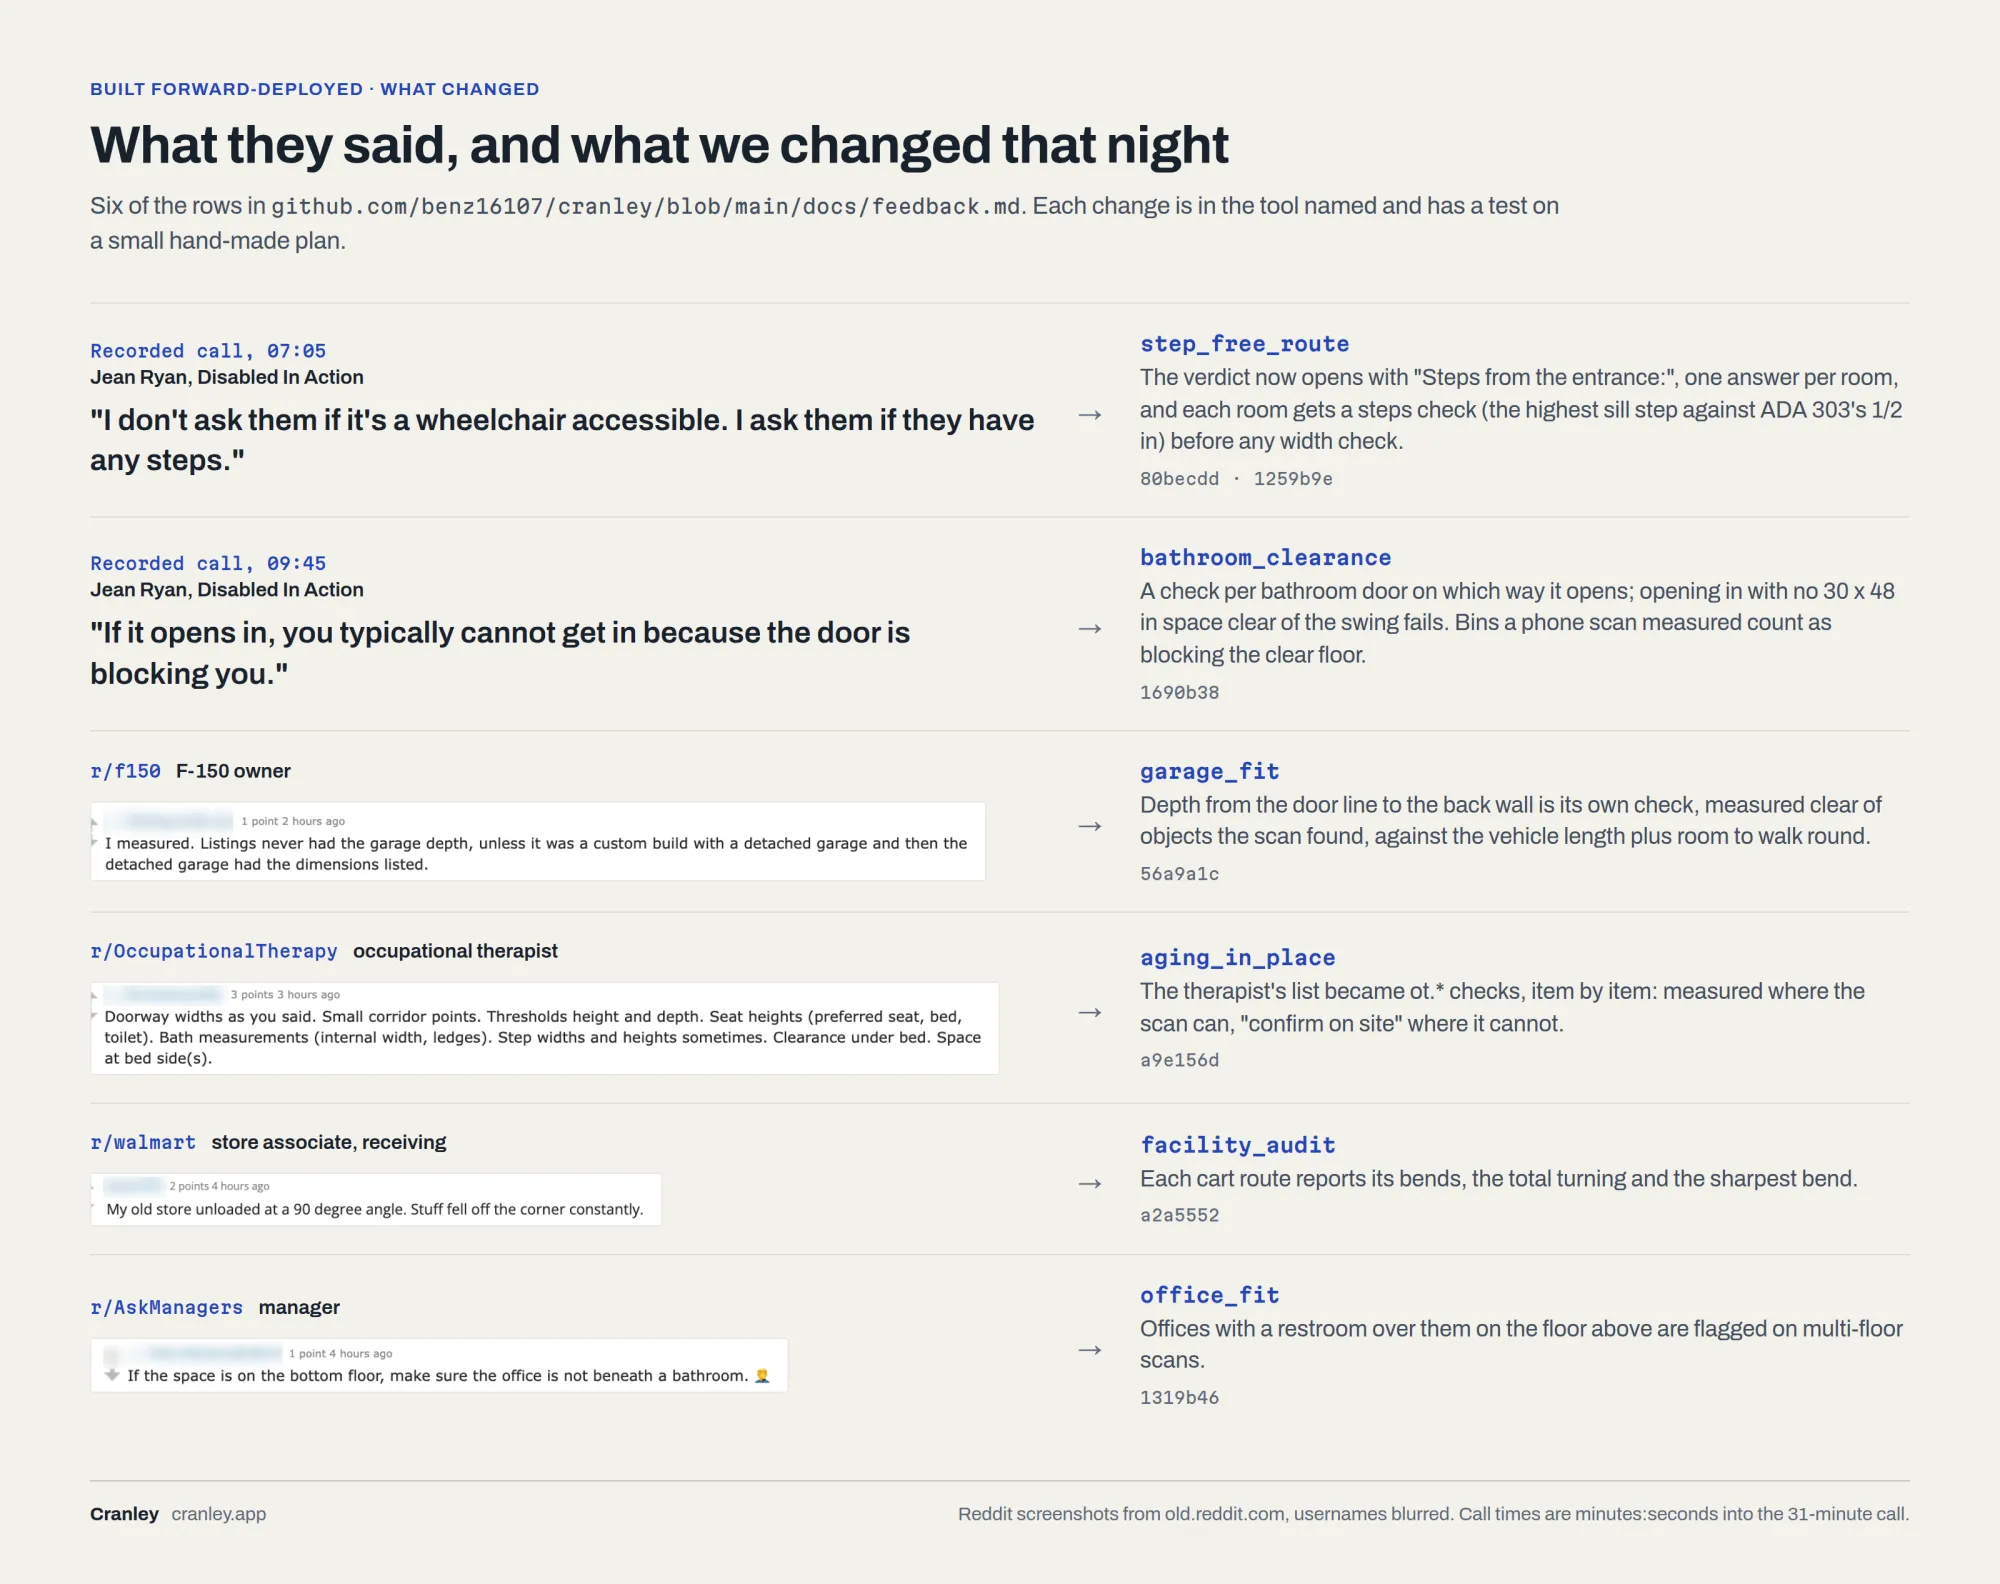 BUILT FORWARD-DEPLOYED · WHAT CHANGED
What they said, and what we changed that night
Six of the rows in github.com/benz16107/cranley/blob/main/docs/feedback.md. Each change is in the tool named and has a test on
a small hand-made plan.
Recorded call, 07:05
Jean Ryan, Disabled In Action
"I don't ask them if it's a wheelchair accessible. I ask them if they have
any steps."
→
step_free_route
The verdict now opens with "Steps from the entrance:", one answer per room,
and each room gets a steps check (the highest sill step against ADA 303's 1/2
in) before any width check.
80becdd · 1259b9e
Recorded call, 09:45
Jean Ryan, Disabled In Action
"If it opens in, you typically cannot get in because the door is
blocking you."
→
bathroom_clearance
A check per bathroom door on which way it opens; opening in with no 30 x 48
in space clear of the swing fails. Bins a phone scan measured count as
blocking the clear floor.
1690b38
r/f150 F-150 owner
1 point 2 hours ago
I measured. Listings never had the garage depth, unless it was a custom build with a detached garage and then the
detached garage had the dimensions listed.
→
garage_fit
Depth from the door line to the back wall is its own check, measured clear of
objects the scan found, against the vehicle length plus room to walk round.
56a9a1c
r/OccupationalTherapy occupational therapist
3 points 3 hours ago
Doorway widths as you said. Small corridor points. Thresholds height and depth. Seat heights (preferred seat, bed,
toilet). Bath measurements (internal width, ledges). Step widths and heights sometimes. Clearance under bed. Space
at bed side(s).
→
aging_in_place
The therapist's list became ot.* checks, item by item: measured where the
scan can, "confirm on site" where it cannot.
a9e156d
r/walmart store associate, receiving
2 points 4 hours ago
My old store unloaded at a 90 degree angle. Stuff fell off the corner constantly.
→
facility_audit
Each cart route reports its bends, the total turning and the sharpest bend.
a2a5552
r/AskManagers manager
1 point 4 hours ago
If the space is on the bottom floor, make sure the office is not beneath a bathroom.
→
office_fit
Offices with a restroom over them on the floor above are flagged on multi-floor
scans.
1319b46
Cranley cranley.app
Reddit screenshots from old.reddit.com, usernames blurred. Call times are minutes:seconds into the 31-minute call.